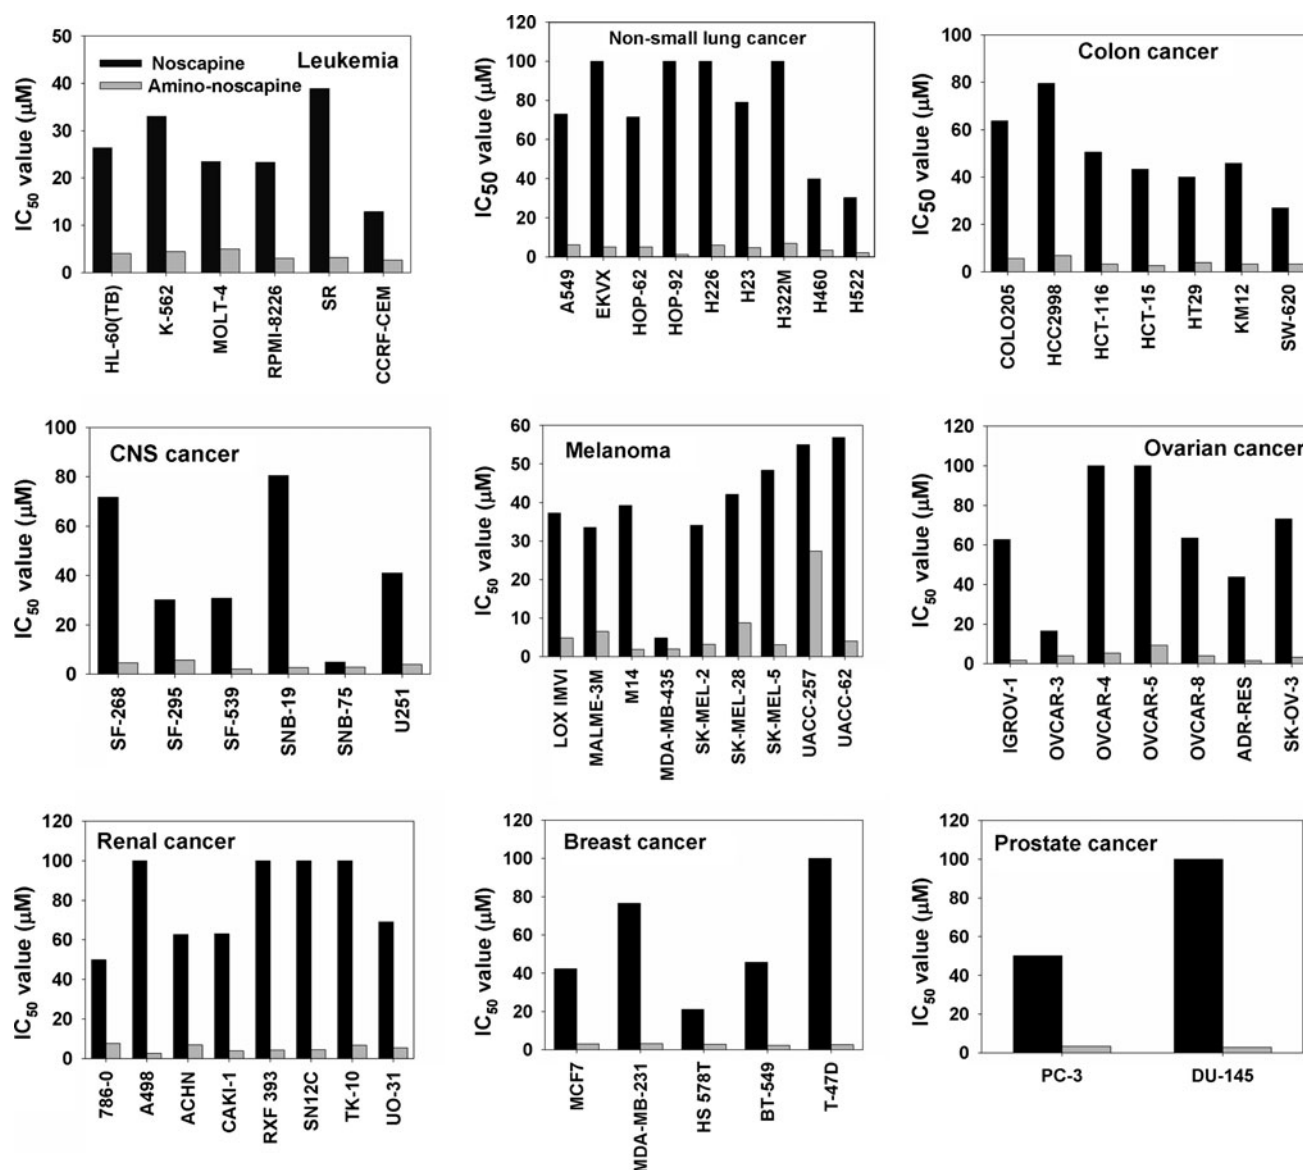 Leukemia
Noscapine
Amino-noscapine
IC50 value (µM)
50
40
30
20
10
0
HL-60(TB)
K-562
MOLT-4
RPMI-8226
SR
CCRF-CEM
Non-small lung cancer
IC50 value (µM)
120
100
80
60
40
20
0
A549
EKVX
HOP-62
HOP-92
H226
H23
H322M
H460
H522
Colon cancer
IC50 value (µM)
100
80
60
40
20
0
COLO205
HCC2998
HCT-116
HCT-15
HT29
KM12
SW-620
CNS cancer
IC50 value (µM)
100
80
60
40
20
0
SF-268
SF-295
SF-539
SNB-19
SNB-75
U251
Melanoma
IC50 value (µM)
60
50
40
30
20
10
0
LOX IMVI
MALME-3M
M14
MDA-MB-435
SK-MEL-2
SK-MEL-28
SK-MEL-5
UACC-257
UACC-62
Ovarian cancer
IC50 value (µM)
120
100
80
60
40
20
0
IGROV-1
OVCAR-3
OVCAR-4
OVCAR-5
OVCAR-8
ADR-RES
SK-OV-3
Renal cancer
IC50 value (µM)
120
100
80
60
40
20
0
786-0
A498
ACHN
CAKI-1
RXF 393
SN12C
TK-10
UO-31
Breast cancer
IC50 value (µM)
120
100
80
60
40
20
0
MCF7
MDA-MB-231
HS 578T
BT-549
T-47D
Prostate cancer
IC50 value (µM)
120
100
80
60
40
20
0
PC-3
DU-145